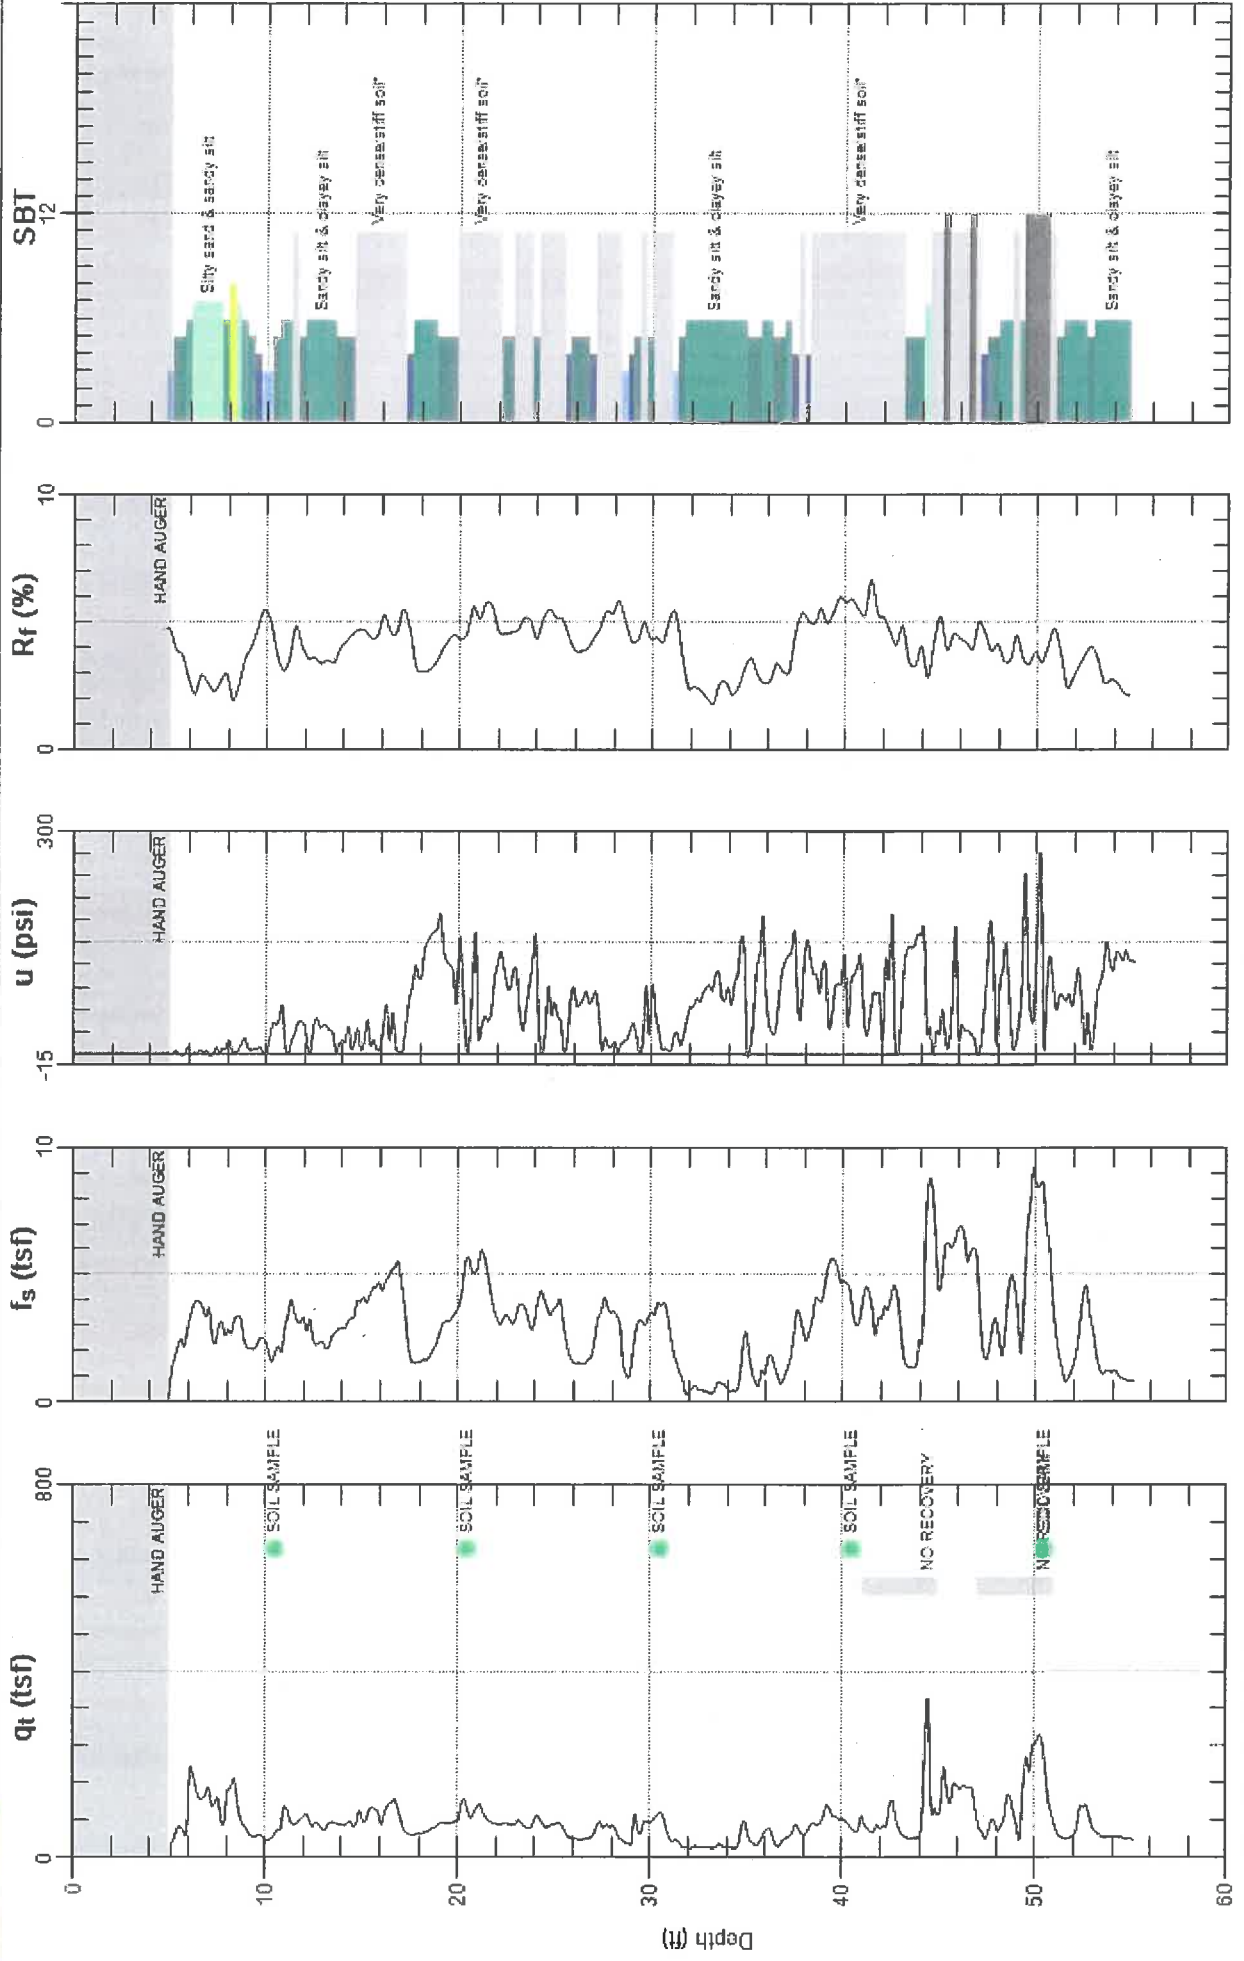 qt (tsf)
fs (tsf)
u (psi)
Rf (%)
SBT
0
800
0
10
-15
300
0
10
0
12
Depth (ft)
0
10
20
30
40
50
60
HAND AUGER
HAND AUGER
HAND AUGER
HAND AUGER
SOIL SAMPLE
SOIL SAMPLE
SOIL SAMPLE
SOIL SAMPLE
NO RECOVERY
Silty sand & sandy silt
Sandy silt & clayey silt
Very dense/stiff soil*
Very dense/stiff soil*
Sandy silt & clayey silt
Very dense/stiff soil*
Sandy silt & clayey silt